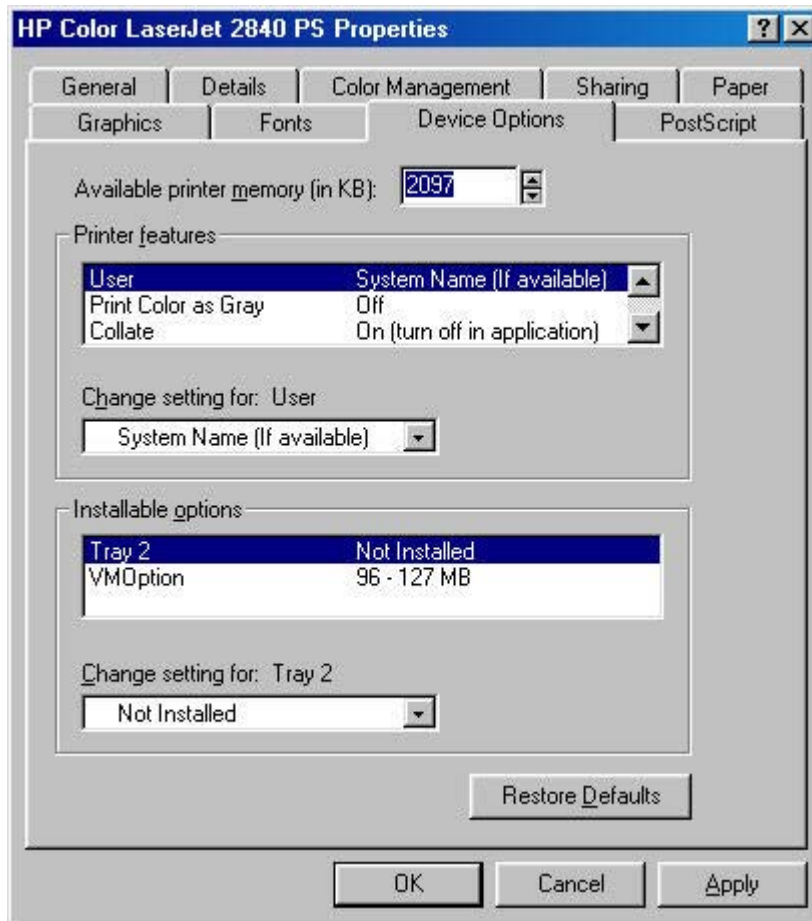 HP Color LaserJet 2840 PS Properties
General Details Color Management Sharing Paper
Graphics Fonts Device Options PostScript
Available printer memory (in KB): 2097
Printer features
User System Name (If available)
Print Color as Gray Off
Collate On (turn off in application)
Change setting for: User
System Name (If available)
Installable options
Tray 2 Not Installed
VMOption 96 - 127 MB
Change setting for: Tray 2
Not Installed
Restore Defaults
OK Cancel Apply